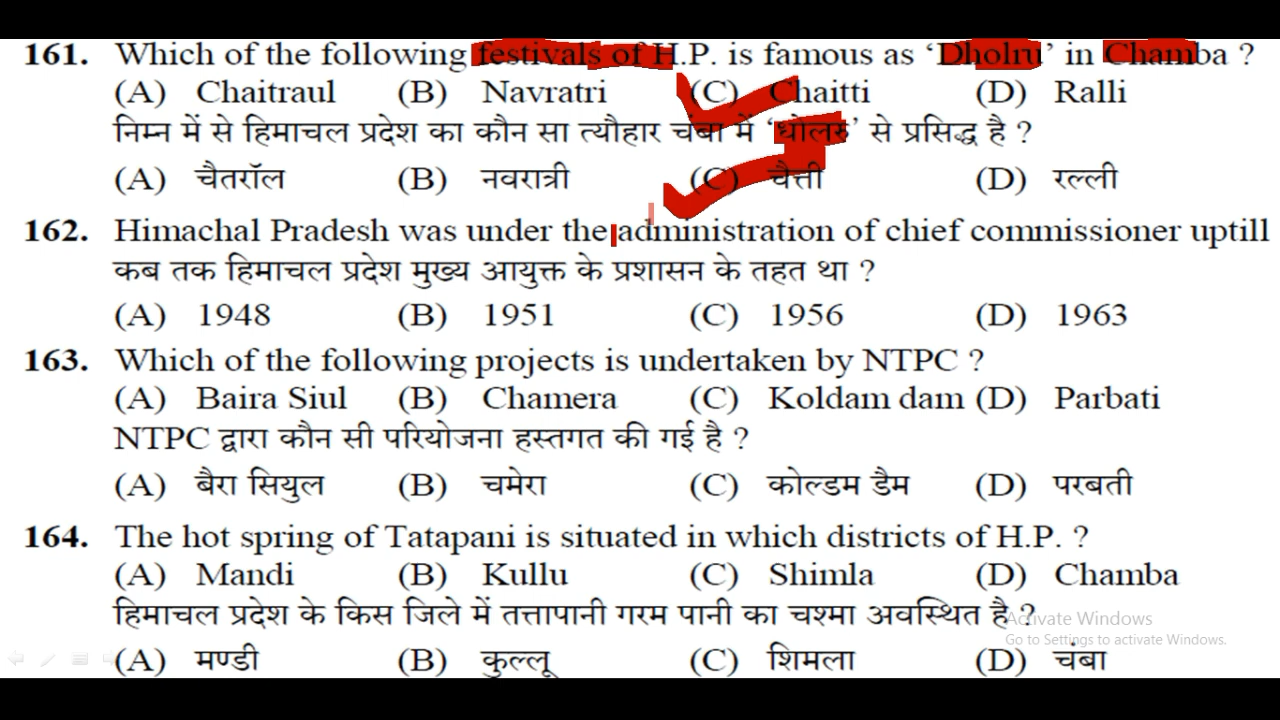 161. Which of the following festivals of H.P. is famous as ‘Dholru’ in Chamba ?
(A) Chaitraul (B) Navratri (C) Chaitti (D) Ralli
निम्न में से हिमाचल प्रदेश का कौन सा त्यौहार चंबा में ‘धोलरु’ से प्रसिद्ध है ?
(A) चैतरॉल (B) नवरात्री (C) चैत्ती (D) रल्ली
162. Himachal Pradesh was under the administration of chief commissioner uptill
कब तक हिमाचल प्रदेश मुख्य आयुक्त के प्रशासन के तहत था ?
(A) 1948 (B) 1951 (C) 1956 (D) 1963
163. Which of the following projects is undertaken by NTPC ?
(A) Baira Siul (B) Chamera (C) Koldam dam (D) Parbati
NTPC द्वारा कौन सी परियोजना हस्तगत की गई है ?
(A) बैरा सियुल (B) चमेरा (C) कोल्डम डैम (D) परबती
164. The hot spring of Tatapani is situated in which districts of H.P. ?
(A) Mandi (B) Kullu (C) Shimla (D) Chamba
हिमाचल प्रदेश के किस जिले में तत्तापानी गरम पानी का चश्मा अवस्थित है ?
Activate Windows
Go to Settings to activate Windows.
(A) मण्डी (B) कुल्लू (C) शिमला (D) चंबा